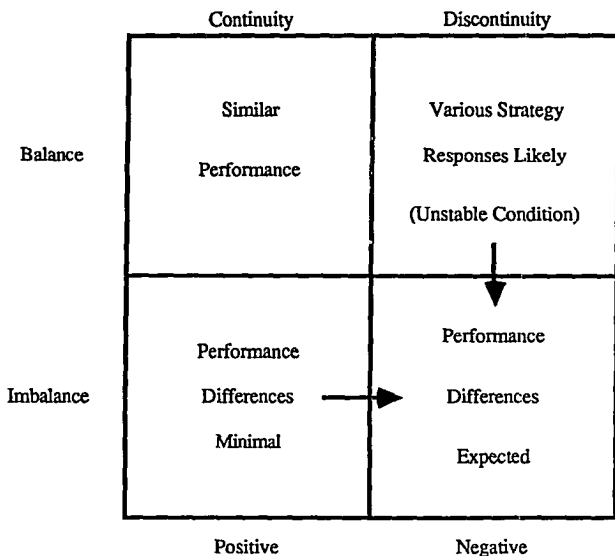 Continuity
Discontinuity
Balance
Similar
Performance
Various Strategy
Responses Likely
(Unstable Condition)
Imbalance
Performance
Differences
Minimal
Performance
Differences
Expected
Positive
Negative